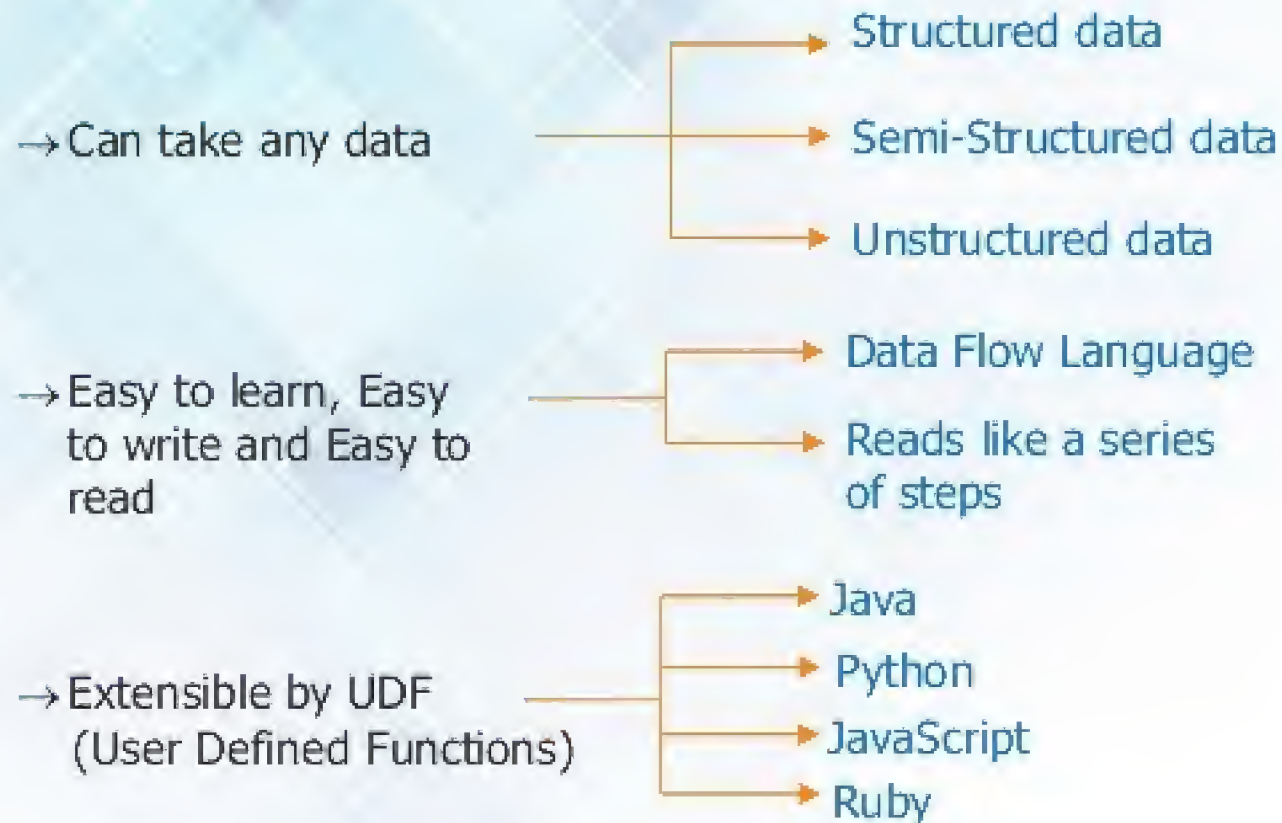 → Can take any data
Structured data
Semi-Structured data
Unstructured data
→ Easy to learn, Easy
to write and Easy to
read
Data Flow Language
Reads like a series
of steps
→ Extensible by UDF
(User Defined Functions)
Java
Python
JavaScript
Ruby